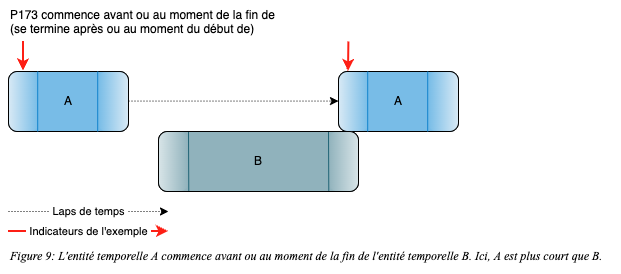 P173 commence avant ou au moment de la fin de
(se termine après ou au moment du début de)
A
A
B
Laps de temps
Indicateurs de l'exemple
Figure 9: L'entité temporelle A commence avant ou au moment de la fin de l'entité temporelle B. Ici, A est plus court que B.